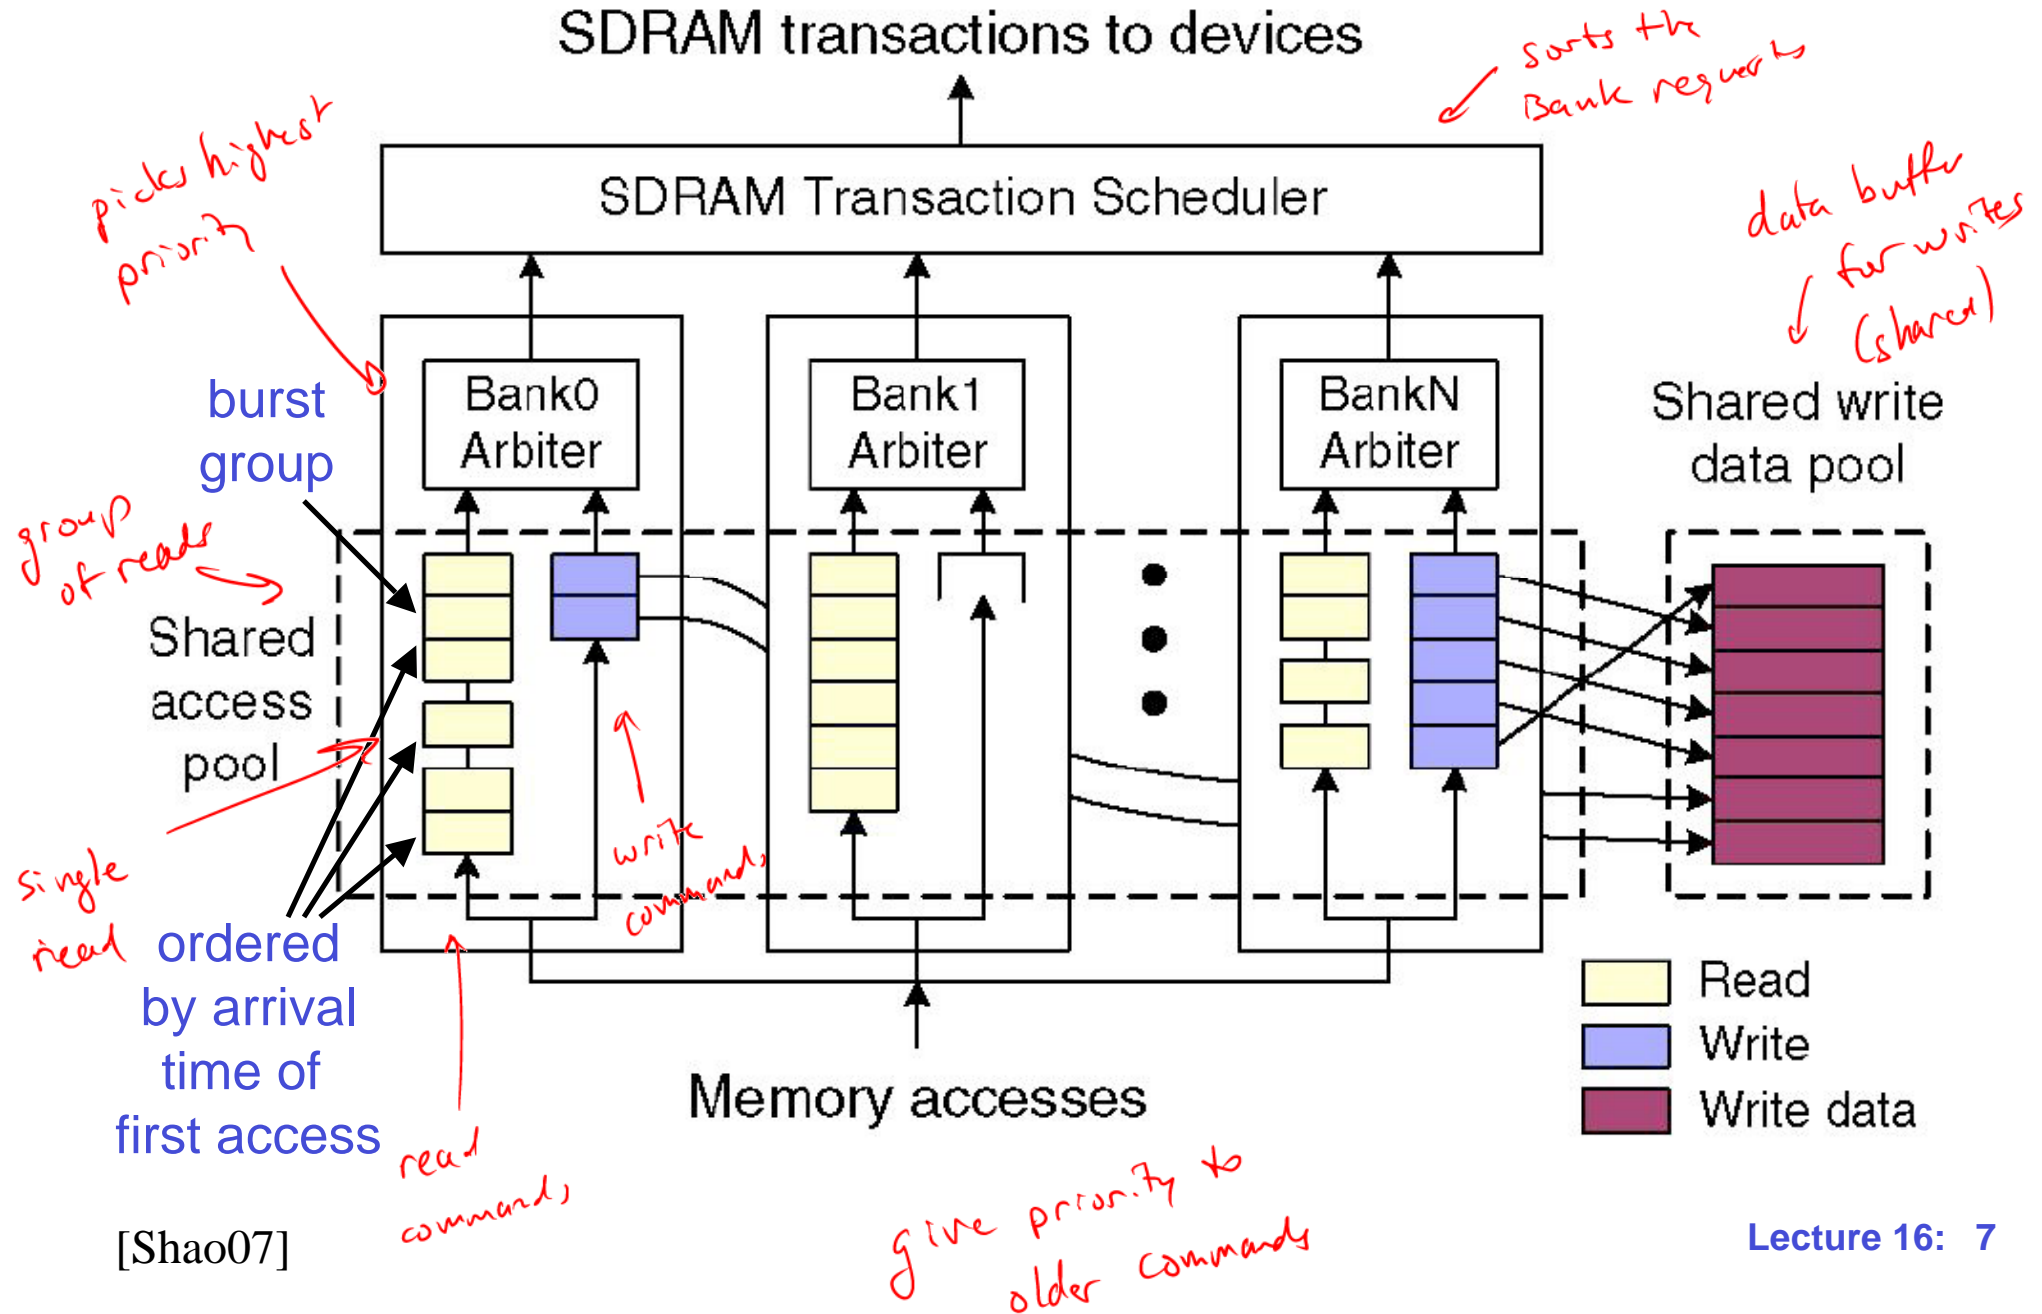 SDRAM transactions to devices
sorts the
Bank requests
picks highest
priority
SDRAM Transaction Scheduler
data buffer
for writes
(shared)
burst
group
Bank0
Arbiter
Bank1
Arbiter
BankN
Arbiter
Shared write
data pool
group
of reads
Shared
access
pool
single
read
write
commands
ordered
by arrival
time of
first access
Read
Write
Write data
Memory accesses
read
commands
give priority to
older commands
[Shao07]
Lecture 16: 7